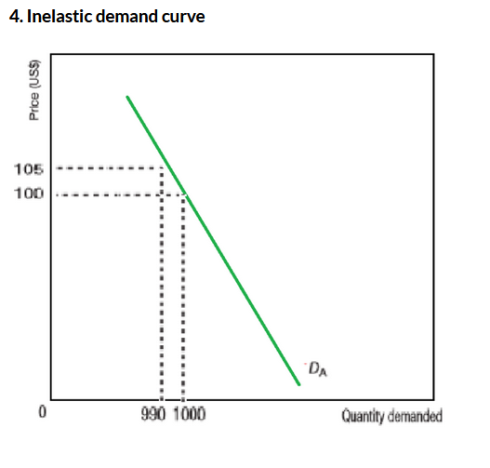 4. Inelastic demand curve
Price (US$)
105
100
DA
0
990 1000
Quantity demanded